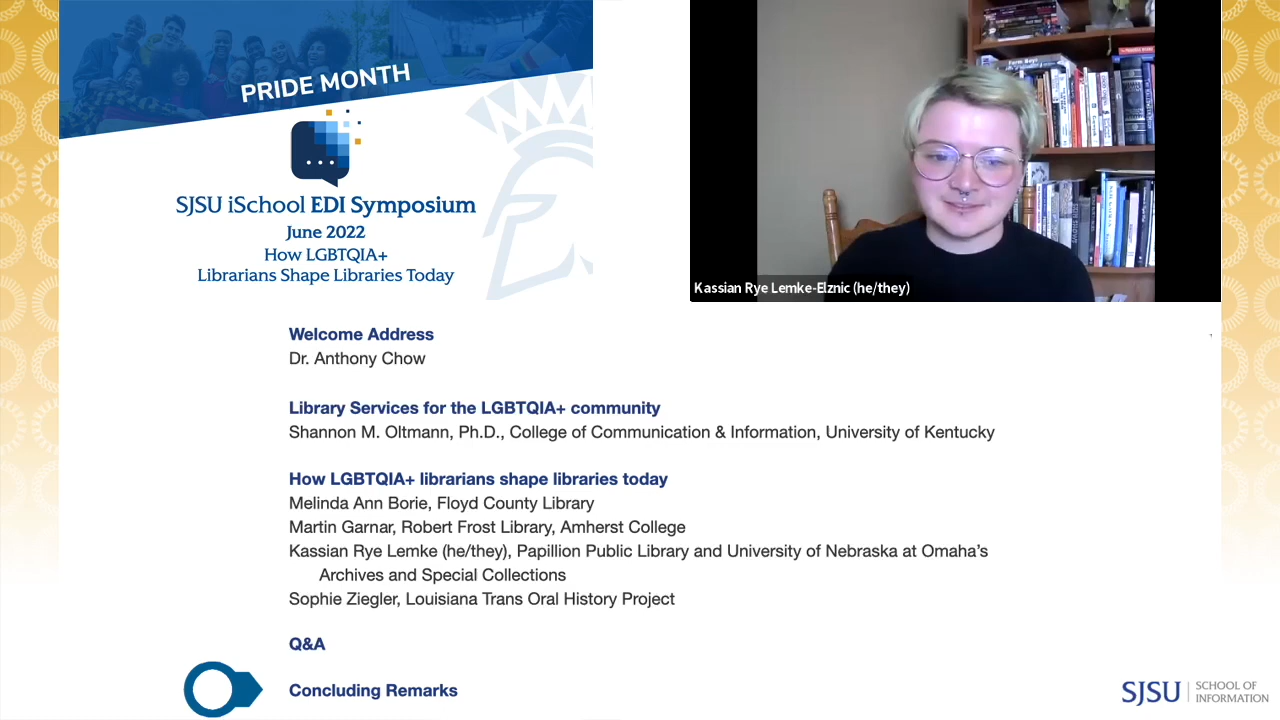 PRIDE MONTH
SJSU iSchool EDI Symposium
June 2022
How LGBTQIA+
Librarians Shape Libraries Today
Kassian Rye Lemke-Elznic (he/they)
Welcome Address
Dr. Anthony Chow
Library Services for the LGBTQIA+ community
Shannon M. Oltmann, Ph.D., College of Communication & Information, University of Kentucky
How LGBTQIA+ librarians shape libraries today
Melinda Ann Borie, Floyd County Library
Martin Garnar, Robert Frost Library, Amherst College
Kassian Rye Lemke (he/they), Papillion Public Library and University of Nebraska at Omaha’s
Archives and Special Collections
Sophie Ziegler, Louisiana Trans Oral History Project
Q&A
Concluding Remarks
SJSU
SCHOOL OF
INFORMATION